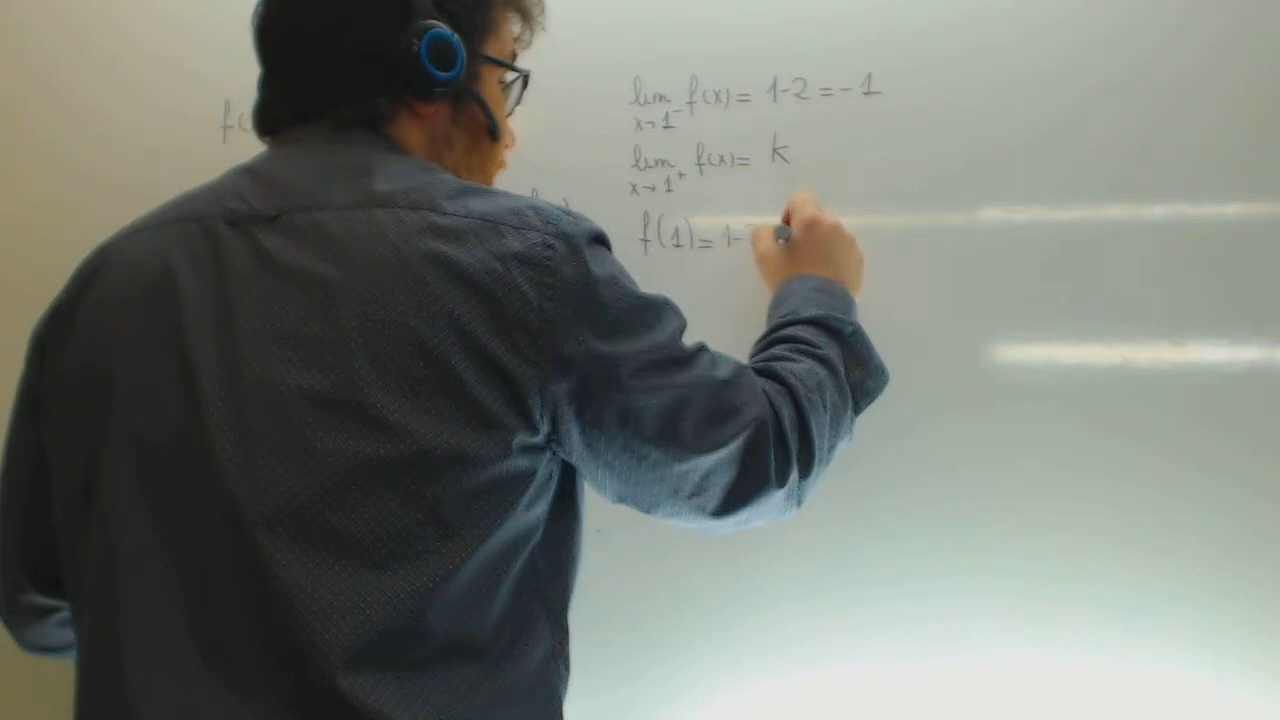 f(
lim f(x) = 1-2 = -1
x→1⁻
lim f(x) = k
x→1⁺
f(1) = 1-